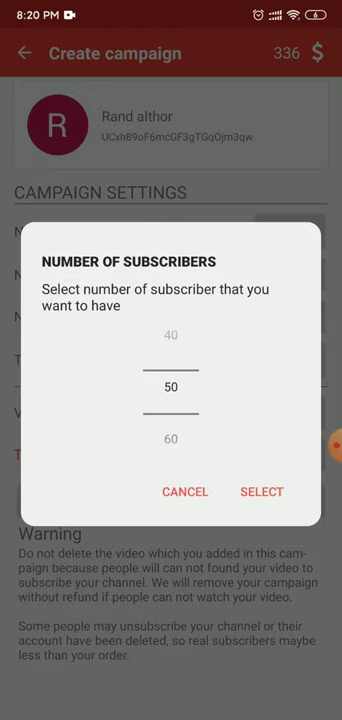 8:20 PM
6
Create campaign
336 $
R
Rand althor
UCxh89oF6mcGF3gTGqOjm3qw
CAMPAIGN SETTINGS
N
N
N
T
V
T
NUMBER OF SUBSCRIBERS
Select number of subscriber that you
want to have
40
50
60
CANCEL
SELECT
Warning
Do not delete the video which you added in this cam-
paign because people will can not found your video to
subscribe your channel. We will remove your campaign
without refund if people can not watch your video.
Some people may unsubscribe your channel or their
account have been deleted, so real subscribers maybe
less than your order.